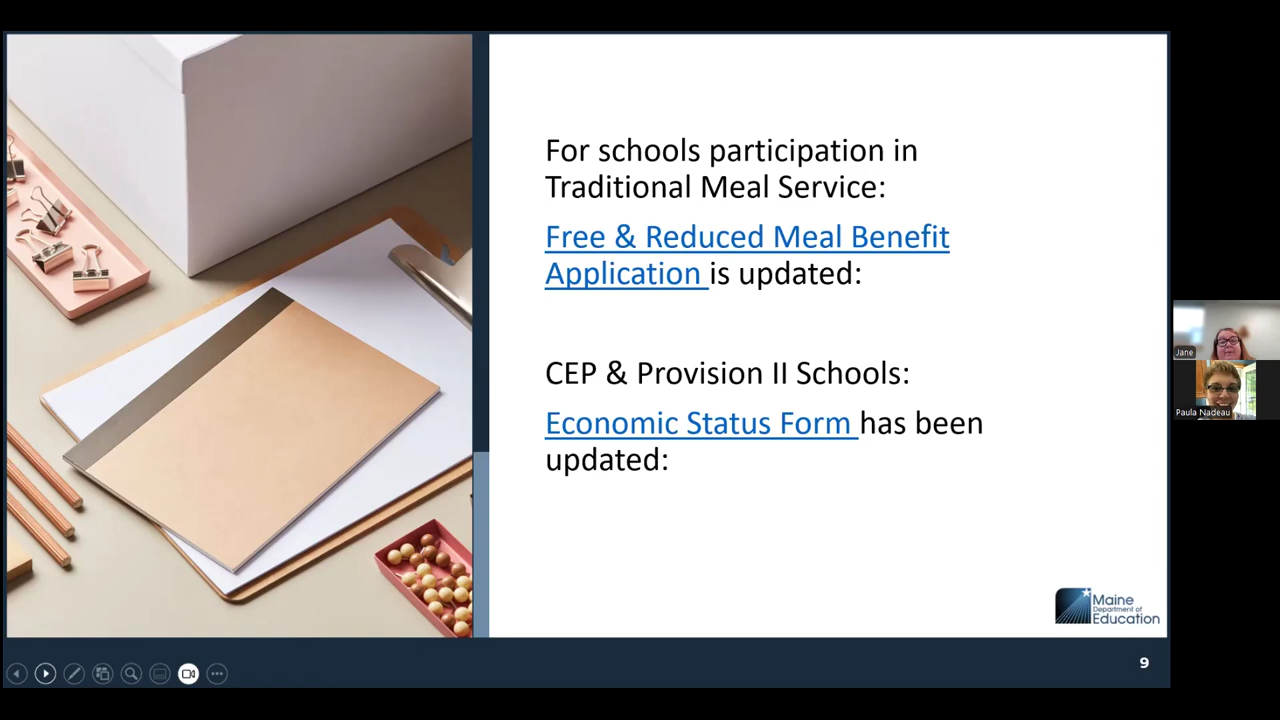 For schools participation in
Traditional Meal Service:
Free & Reduced Meal Benefit
Application is updated:
CEP & Provision II Schools:
Economic Status Form has been
updated:
Maine
Department of
Education
9
Jane
Paula Nadeau